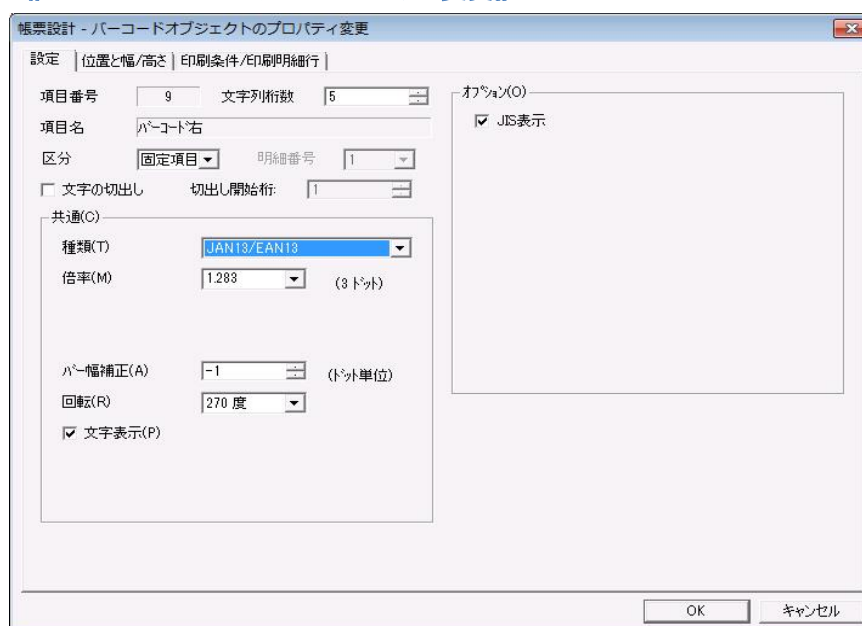 帳票設計 - バーコードオブジェクトのプロパティ変更
設定 位置と幅/高さ 印刷条件/印刷明細行
項目番号 9 文字列桁数 5
項目名 ﾊﾞｰｺｰﾄﾞ右
区分 固定項目 明細番号 1
文字の切出し 切出し開始桁: 1
共通(C)
種類(T) JAN13/EAN13
倍率(M) 1.283 (3 ﾄﾞｯﾄ)
ﾊﾞｰ幅補正(A) -1 (ﾄﾞｯﾄ単位)
回転(R) 270 度
文字表示(P)
ｵﾌﾟｼｮﾝ(O)
JIS表示
OK キャンセル